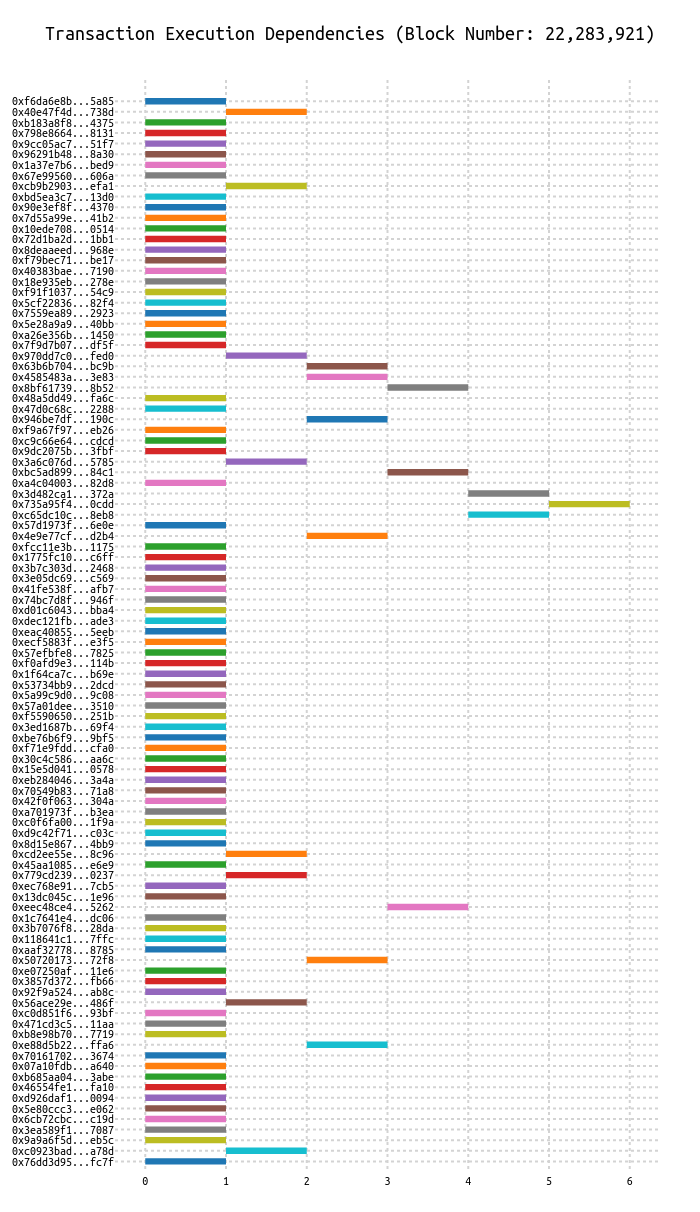 Transaction Execution Dependencies (Block Number: 22,283,921)
0xf6da6e8b...5a85
0x40e47f4d...738d
0xb183a8f8...4375
0x798e8664...8131
0x9cc05ac7...51f7
0x96291b48...8a30
0x1a37e7b6...bed9
0x67e99560...606a
0xcb9b2903...efa1
0xbd5ea3c7...13d0
0x90e3ef8f...4370
0x7d55a99e...41b2
0x10ede708...0514
0x72d1ba2d...1bb1
0x8deaaeed...968e
0xf79bec71...be17
0x40383bae...7190
0x18e935eb...278e
0xf91f1037...54c9
0x5cf22836...82f4
0x7559ea89...2923
0x5e28a9a9...40bb
0xa26e356b...1450
0x7f9d7b07...df5f
0x970dd7c0...fed0
0x63b6b704...bc9b
0x4585483a...3e83
0x8bf61739...8b52
0x48a5dd49...fa6c
0x47d0c68c...2288
0x946be7df...190c
0xf9a67f97...eb26
0xc9c66e64...cdcd
0x9dc2075b...3fbf
0x3a6c076d...5785
0xbc5ad899...84c1
0xa4c04003...82d8
0x3d482ca1...372a
0x735a95f4...0cdd
0xc65dc10c...8eb8
0x57d1973f...6e0e
0x4e9e77cf...d2b4
0xfcc11e3b...1175
0x1775fc10...c6ff
0x3b7c303d...2468
0x3e05dc69...c569
0x41fe538f...afb7
0x74bc7d8f...946f
0xd01c6043...bba4
0xdec121fb...ade3
0xeac40855...5eeb
0xecf5883f...e3f5
0x57efbfe8...7825
0xf0afd9e3...114b
0x1f64ca7c...b69e
0x53734bb9...2dcd
0x5a99c9d0...9c08
0x57a01dee...3510
0xf5590650...251b
0x3ed1687b...69f4
0xbe76b6f9...9bf5
0xf71e9fdd...cfa0
0x30c4c586...aa6c
0x15e5d041...0578
0xeb284046...3a4a
0x70549b83...71a8
0x42f0f063...304a
0xa701973f...b3ea
0xc0f6fa00...1f9a
0xd9c42f71...c03c
0x8d15e867...4bb9
0xcd2ee55e...8c96
0x45aa1085...e6e9
0x779cd239...0237
0xec768e91...7cb5
0x13dc045c...1e96
0xeec48ce4...5262
0x1c7641e4...dc06
0x3b7076f8...28da
0x118641c1...7ffc
0xaaf32778...8785
0x50720173...72f8
0xe07250af...11e6
0x3857d372...fb66
0x92f9a524...ab8c
0x56ace29e...486f
0xc0d851f6...93bf
0x471cd3c5...11aa
0xb8e98b70...7719
0xe88d5b22...ffa6
0x70161702...3674
0x07a10fdb...a640
0xb685aa04...3abe
0x46554fe1...fa10
0xd926daf1...0094
0x5e80ccc3...e062
0x6cb72cbc...c19d
0x3ea589f1...7087
0x9a9a6f5d...eb5c
0xc0923bad...a78d
0x76dd3d95...fc7f
0 1 2 3 4 5 6